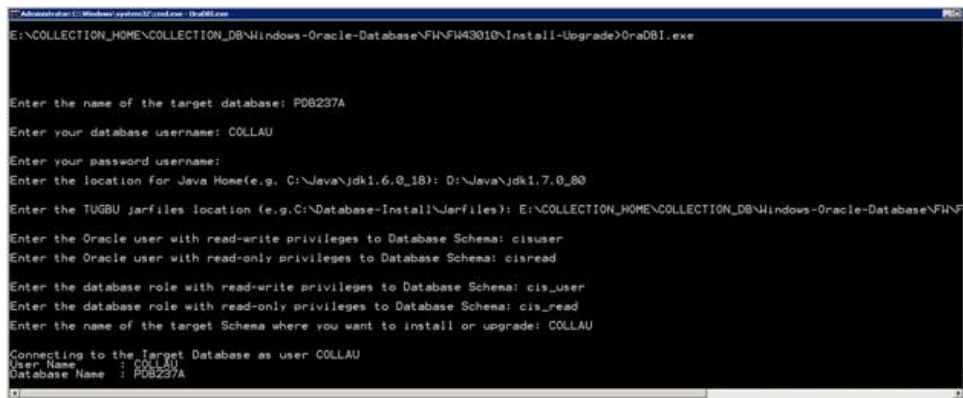 Administrator: C:\Windows\system32\cmd.exe - OraDBI.exe
E:\COLLECTION_HOME\COLLECTION_DB\Windows-Oracle-Database\FW\FW43010\Install-Upgrade>OraDBI.exe
Enter the name of the target database: PDB237A
Enter your database username: COLLAU
Enter your password username:
Enter the location for Java Home(e.g. C:\Java\jdk1.6.0_18): D:\Java\jdk1.7.0_80
Enter the TUGBU jarfiles location (e.g.C:\Database-Install\Jarfiles): E:\COLLECTION_HOME\COLLECTION_DB\Windows-Oracle-Database\FW\F
Enter the Oracle user with read-write privileges to Database Schema: cisuser
Enter the Oracle user with read-only privileges to Database Schema: cisread
Enter the database role with read-write privileges to Database Schema: cis_user
Enter the database role with read-only privileges to Database Schema: cis_read
Enter the name of the target Schema where you want to install or upgrade: COLLAU
Connecting to the Target Database as user COLLAU
User Name : COLLAU
Database Name : PDB237A